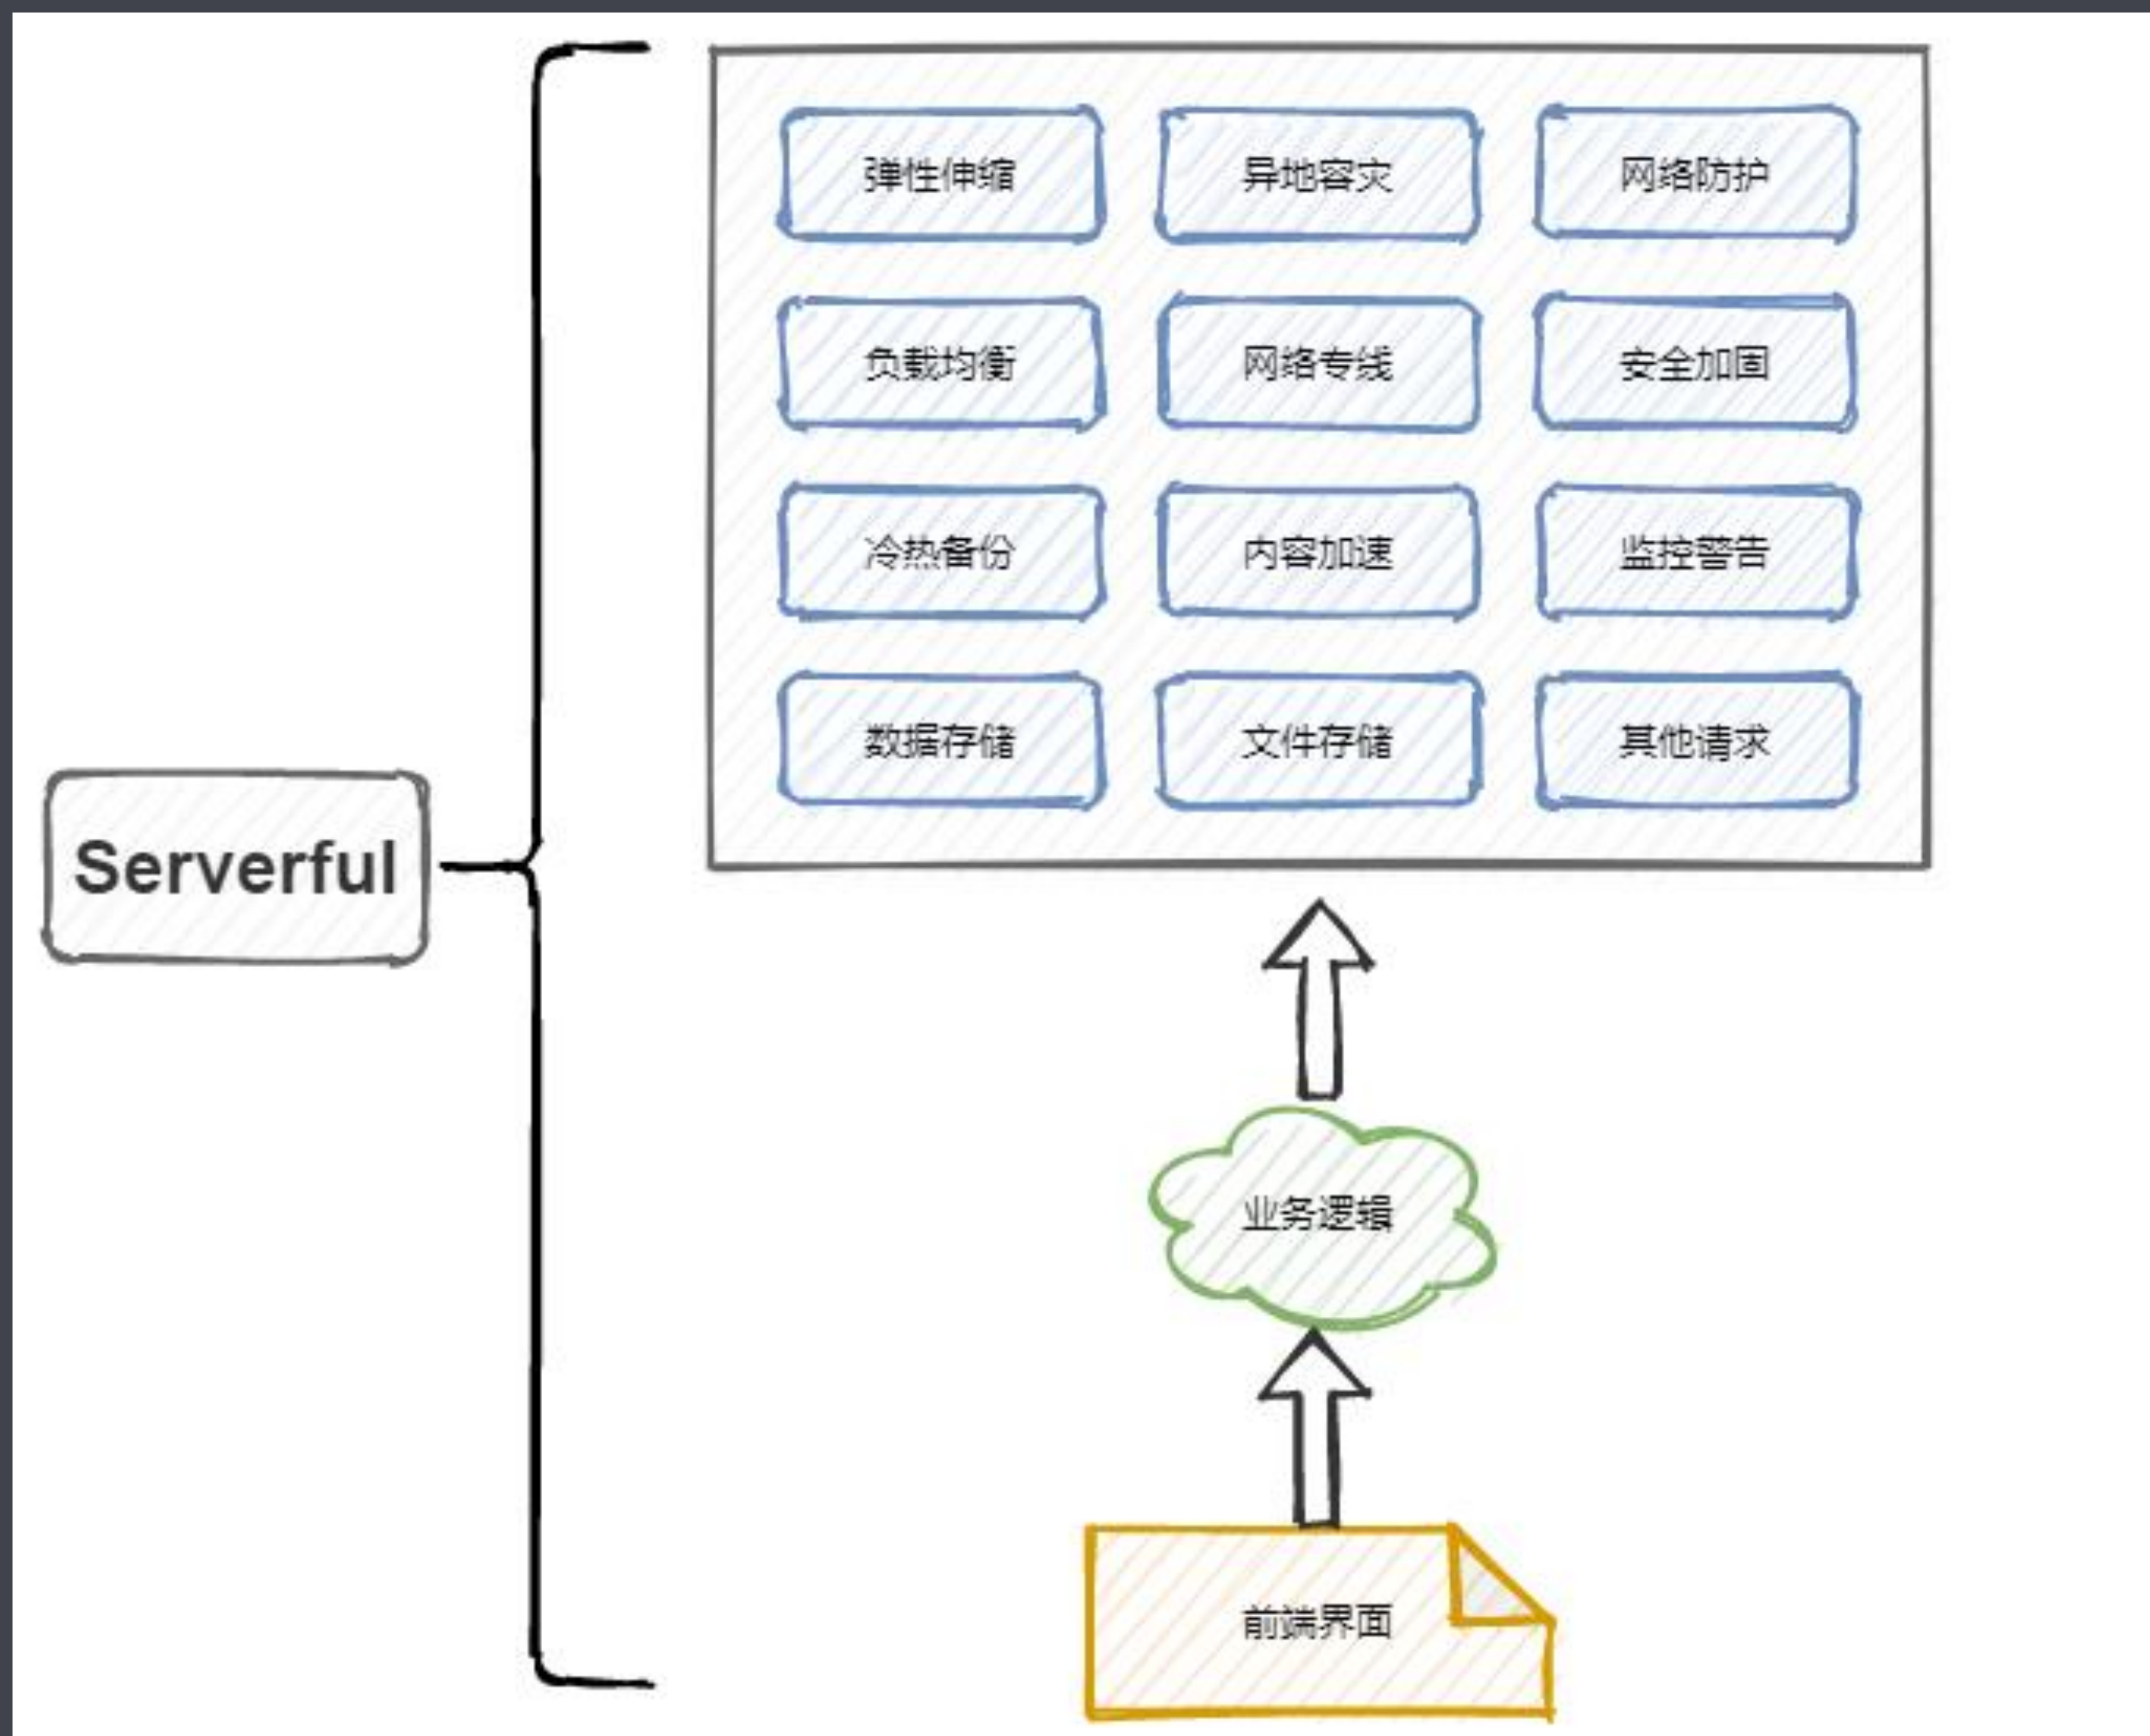 弹性伸缩
异地容灾
网络防护
负载均衡
网络专线
安全加固
冷热备份
内容加速
监控警告
数据存储
文件存储
其他请求
Serverful
业务逻辑
前端界面